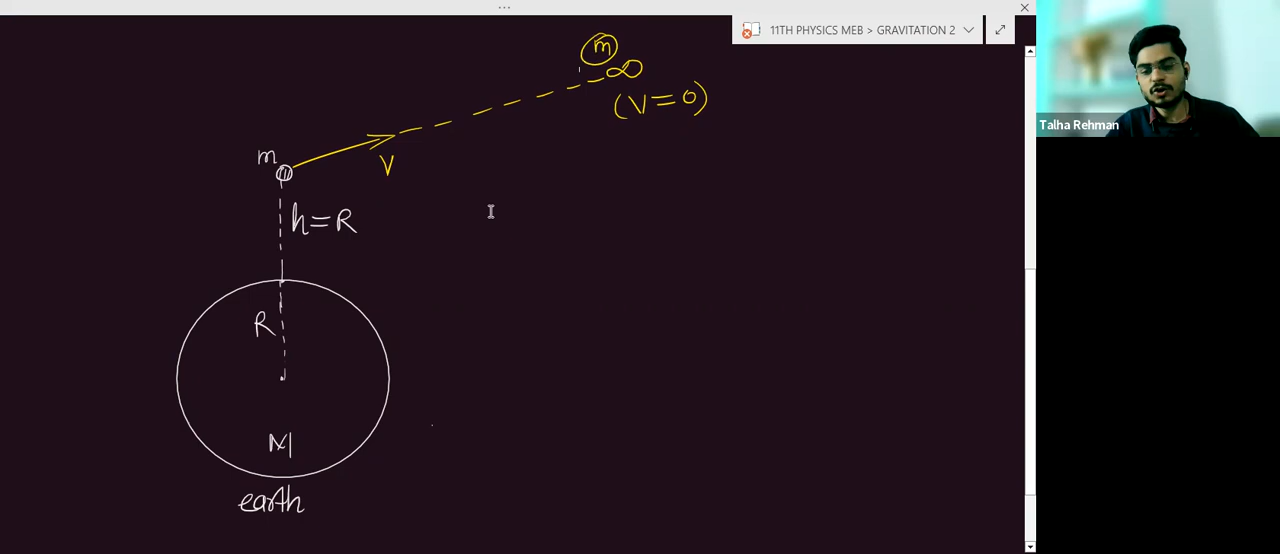 11TH PHYSICS MEB > GRAVITATION 2
Talha Rehman
m
∞
(V=0)
m
V
h=R
R
M
earth